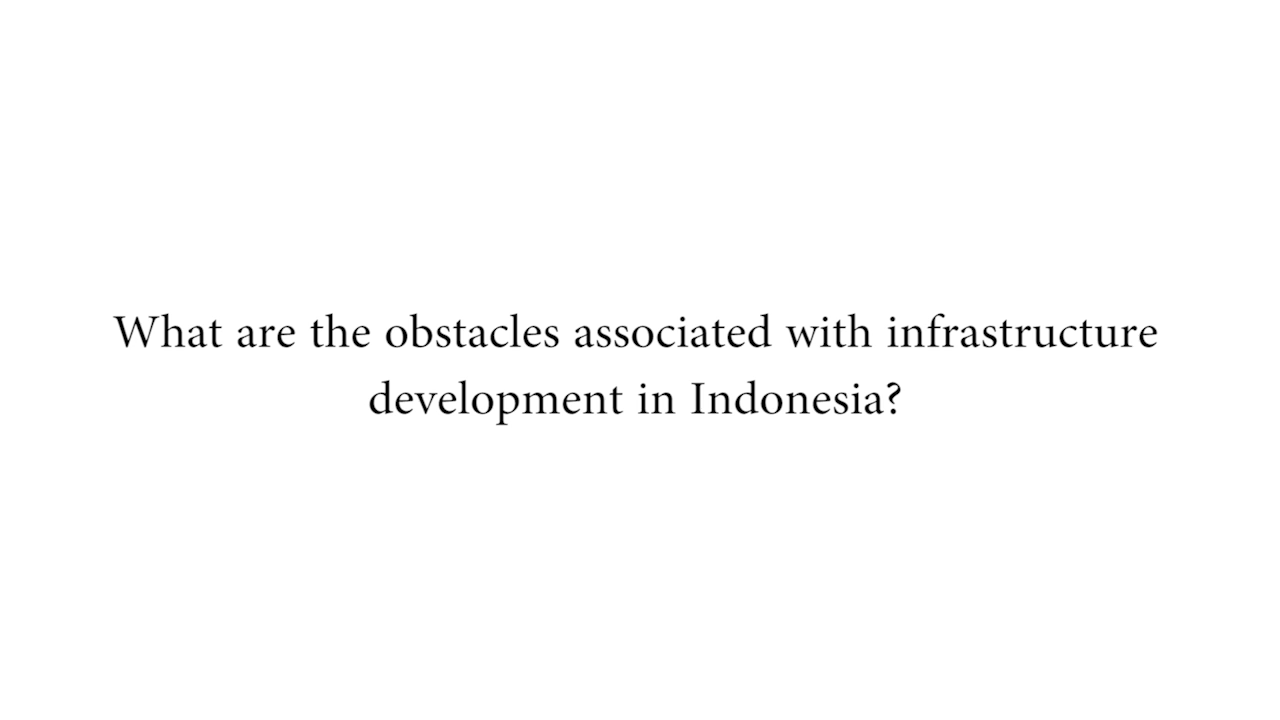 What are the obstacles associated with infrastructure
development in Indonesia?